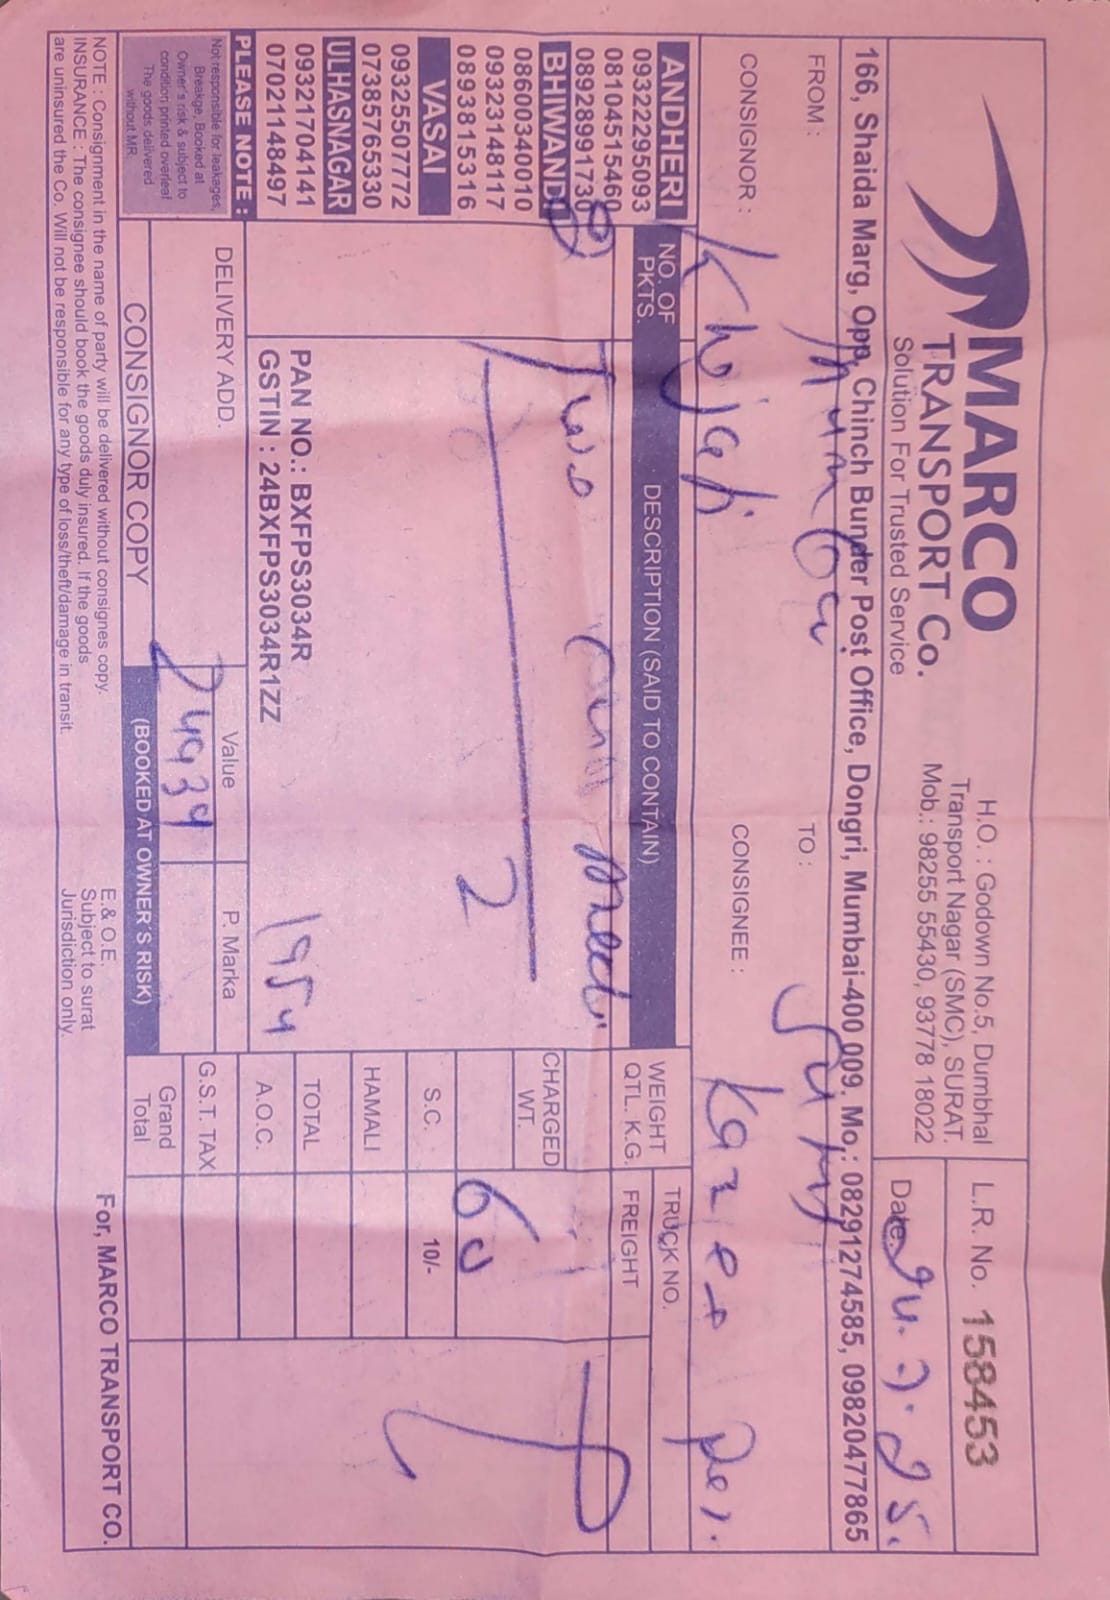 MARCO
TRANSPORT Co.
Solution For Trusted Service
H.O. : Godown No.5, Dumbhal
Transport Nagar (SMC), SURAT.
Mob.: 98255 55430, 93778 18022
L.R. No. 158453
Date:
166, Shaida Marg, Opp. Chinch Bunder Post Office, Dongri, Mumbai-400 009. Mo.: 08291274585, 09820477865
FROM : Mumbai
TO :
CONSIGNOR :
CONSIGNEE :
ANDHERI
09322295093
08104515460
08928991730
BHIWANDI
08600340010
09323148117
08938815316
VASAI
09325507772
07385765330
ULHASNAGAR
09321704141
07021148497
PLEASE NOTE :
Not responsible for leakages,
Breakge, Booked at
Owner's risk & subject to
condition printed overleaf
The goods delivered
without MR.
NO. OF PKTS.
DESCRIPTION (SAID TO CONTAIN)
WEIGHT QTL. K.G.
TRUCK NO.
FREIGHT
2
Two
2
CHARGED WT.
60
S.C. 10/-
HAMALI
TOTAL
A.O.C.
G.S.T. TAX
Grand Total
PAN NO.: BXFPS3034R
GSTIN : 24BXFPS3034R1ZZ
1954
DELIVERY ADD.
Value
P. Marka
24939
CONSIGNOR COPY
(BOOKED AT OWNER'S RISK)
NOTE : Consignment in the name of party will be delivered without consignes copy.
INSURANCE : The consignee should book the goods duly insured. If the goods
are uninsured the Co. Will not be responsible for any type of loss/theft/damage in transit.
E.& O.E.
Subject to surat
Jurisdiction only.
For, MARCO TRANSPORT CO.